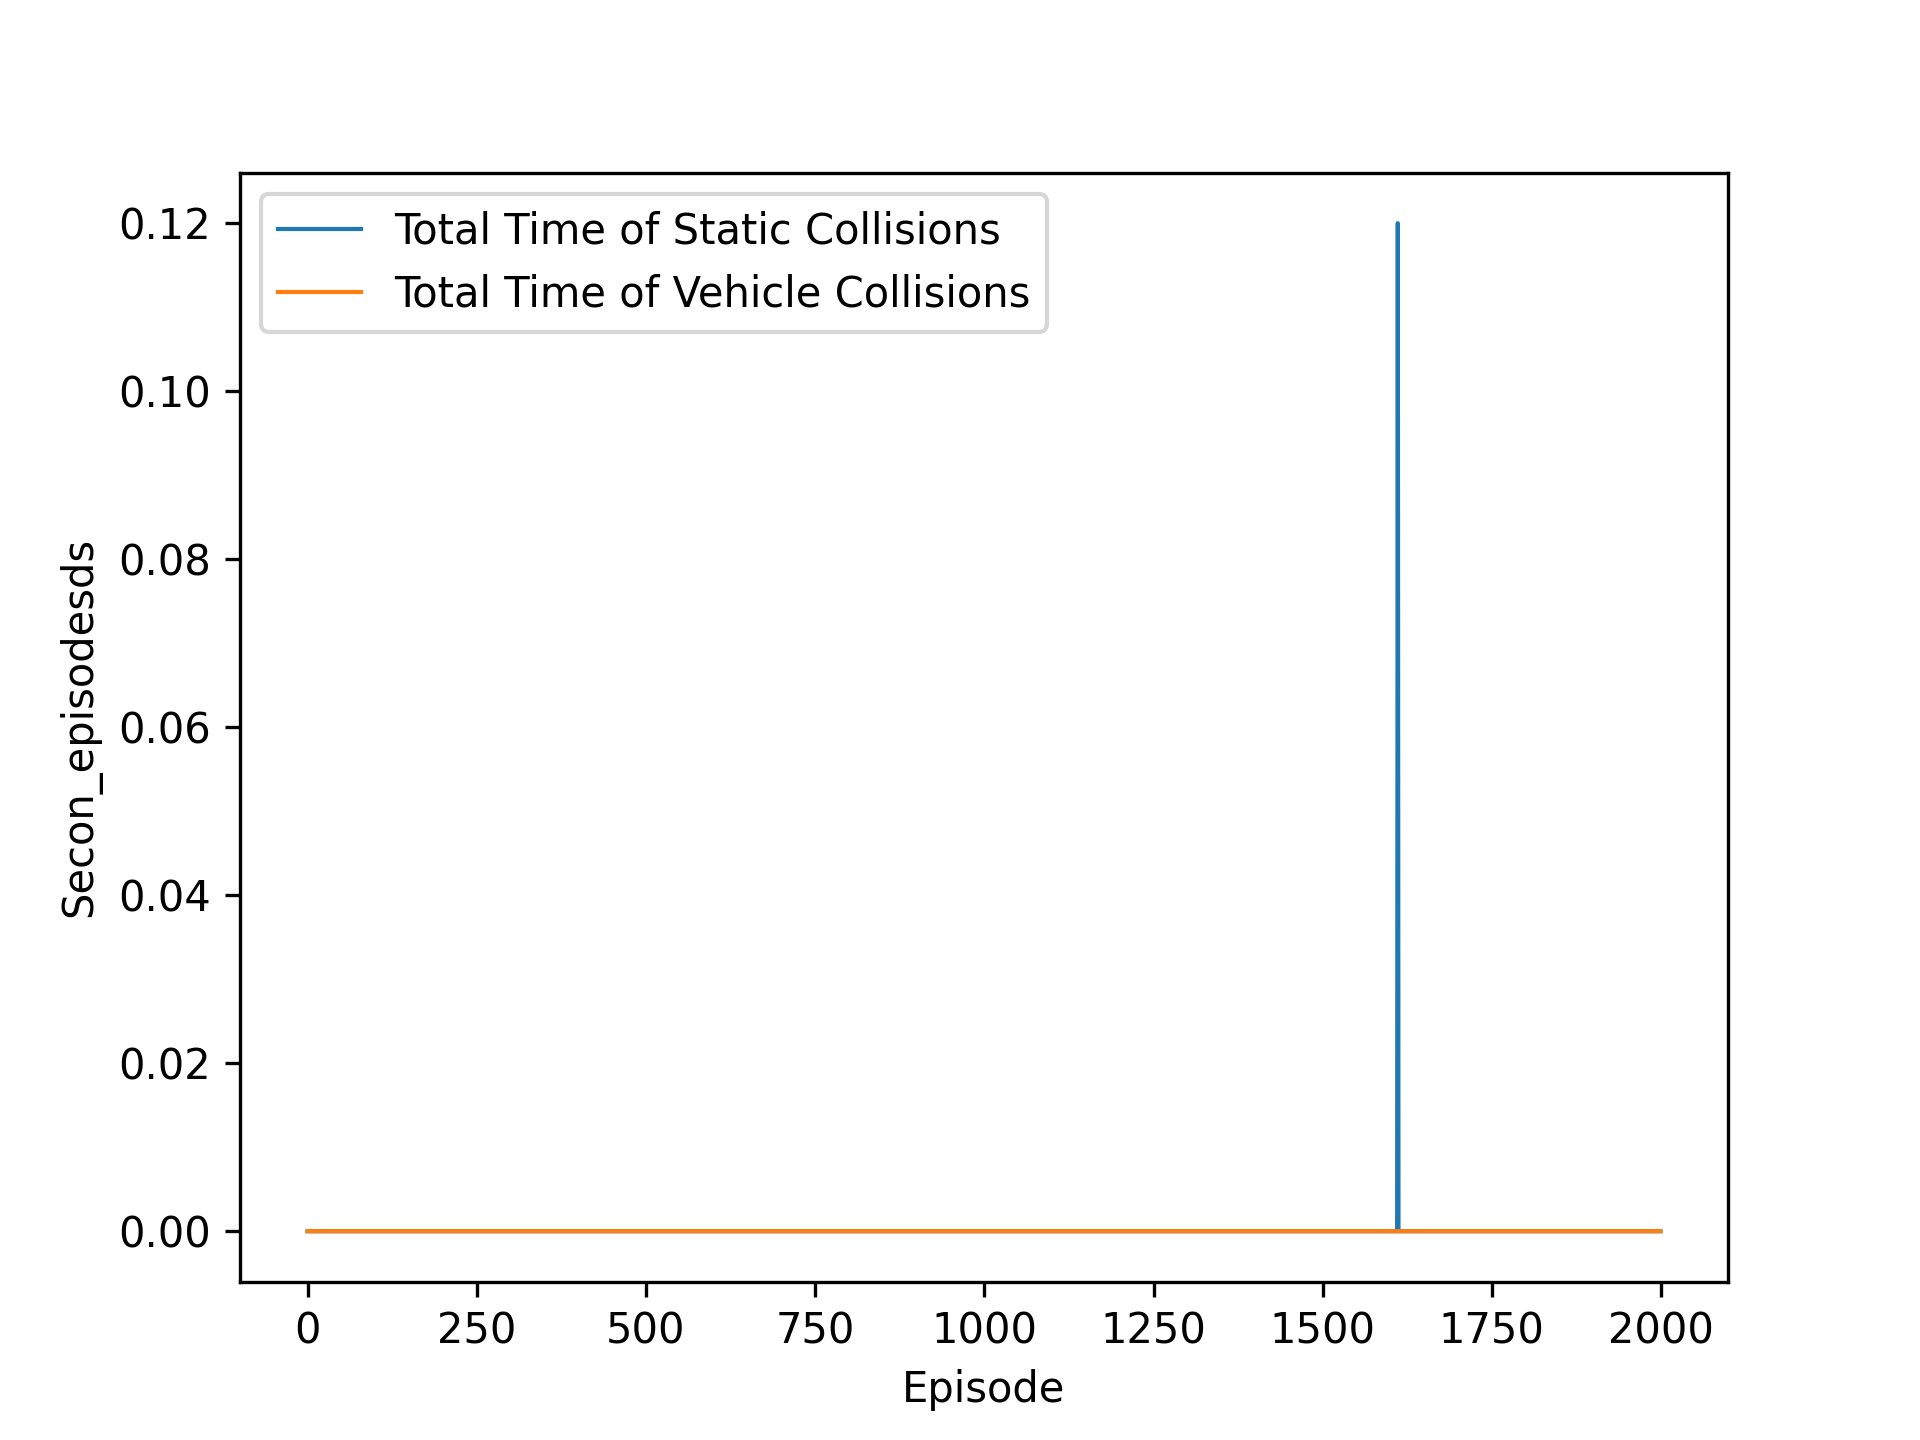 Total Time of Static Collisions
Total Time of Vehicle Collisions
0.12
0.10
0.08
0.06
0.04
0.02
0.00
Secon_episodesds
0 250 500 750 1000 1250 1500 1750 2000
Episode